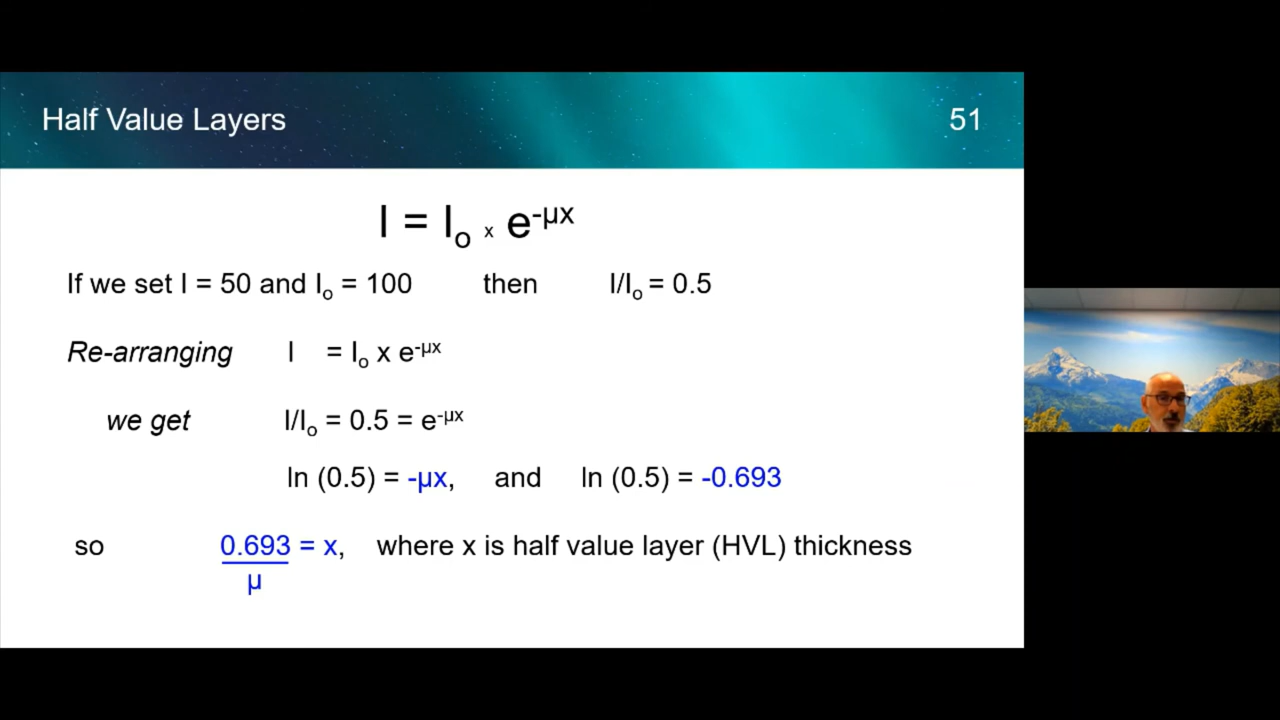 Half Value Layers 51
I = Iₒ ₓ e⁻µˣ
If we set I = 50 and Iₒ = 100 then I/Iₒ = 0.5
Re-arranging I = Iₒ x e⁻µˣ
we get I/Iₒ = 0.5 = e⁻µˣ
ln (0.5) = -µx, and ln (0.5) = -0.693
so 0.693 = x, where x is half value layer (HVL) thickness
µ